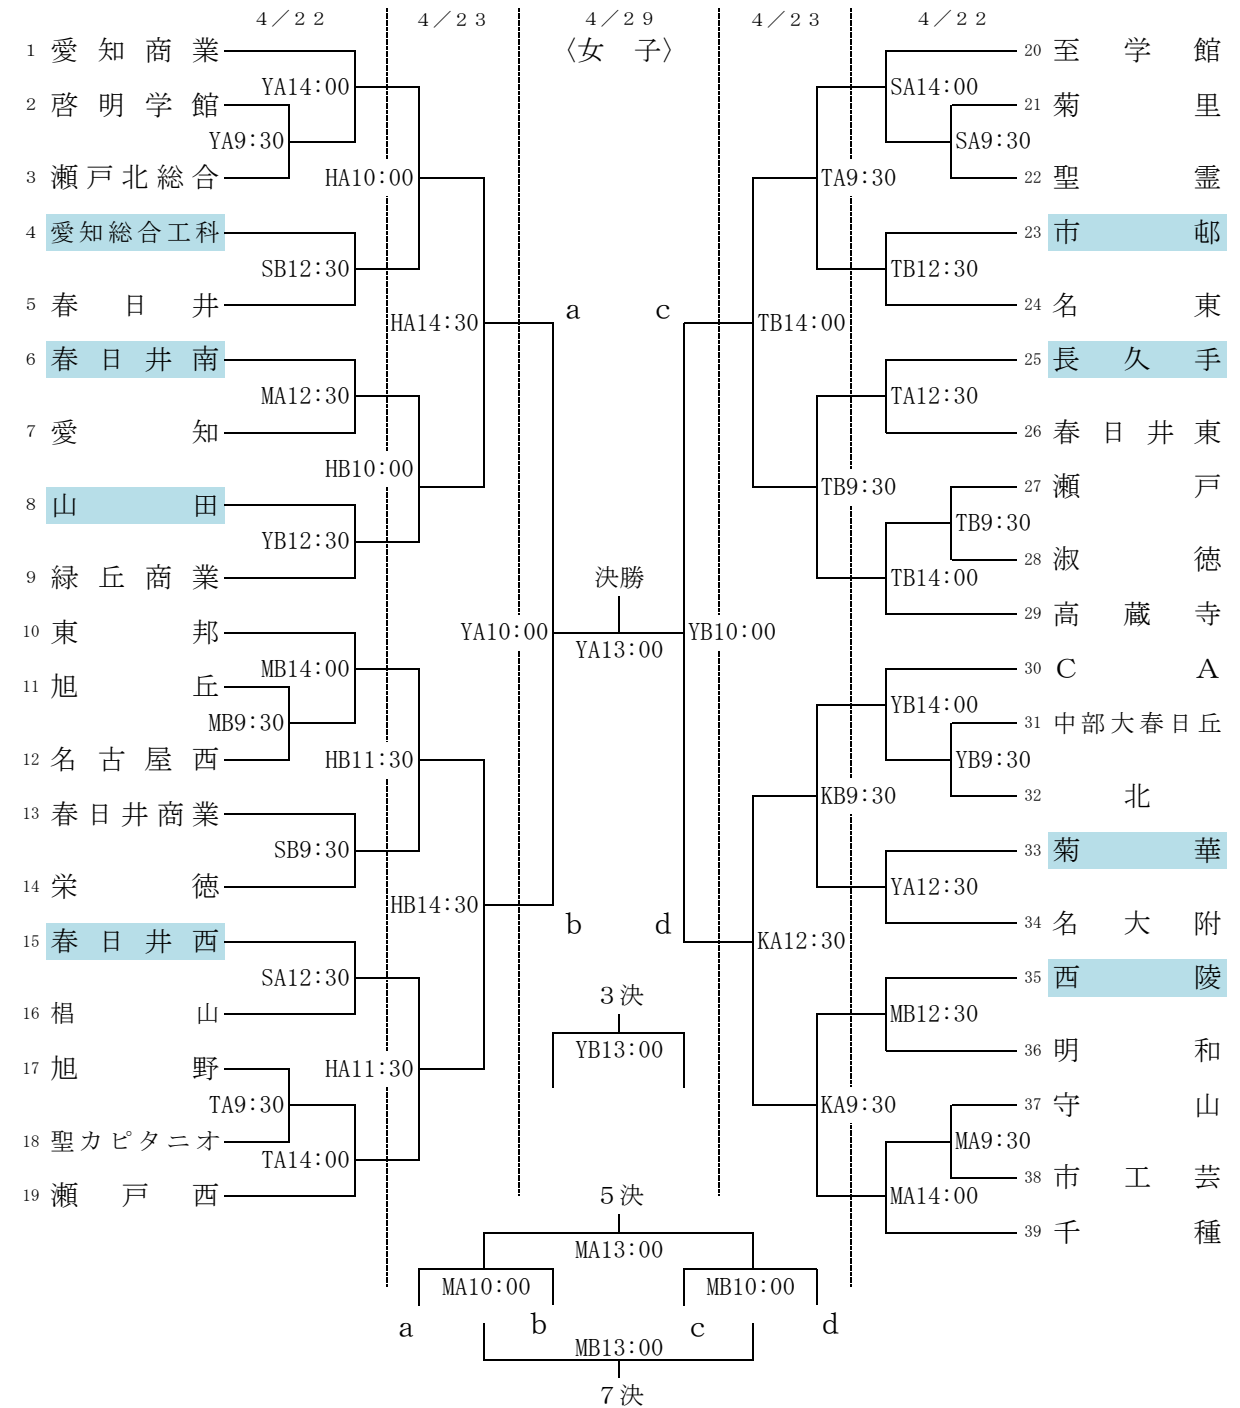 4／22 4／23 4／29 4／23 4／22
〈女 子〉
1 愛知商業
YA14:00
2 啓明学館
YA9:30
3 瀬戸北総合
HA10:00
4 愛知総合工科
SB12:30
5 春日井
HA14:30
a
6 春日井南
MA12:30
7 愛知
HB10:00
8 山田
YB12:30
9 緑丘商業
10 東邦
YA10:00
MB14:00
11 旭丘
MB9:30
12 名古屋西
HB11:30
13 春日井商業
SB9:30
14 栄徳
HB14:30
b
15 春日井西
SA12:30
16 椙山
17 旭野
HA11:30
TA9:30
18 聖カピタニオ
TA14:00
19 瀬戸西
決勝
YA13:00
3決
YB13:00
20 至学館
SA14:00
21 菊里
SA9:30
22 聖霊
TA9:30
23 市邨
TB12:30
24 名東
c
TB14:00
25 長久手
TA12:30
26 春日井東
27 瀬戸
TB9:30
TB9:30
28 淑徳
TB14:00
29 高蔵寺
YB10:00
30 CA
YB14:00
31 中部大春日丘
YB9:30
32 北
KB9:30
33 菊華
YA12:30
34 名大附
d
KA12:30
35 西陵
MB12:30
36 明和
37 守山
KA9:30
MA9:30
38 市工芸
MA14:00
39 千種
5決
MA13:00
MA10:00 MB10:00
a b c d
MB13:00
7決